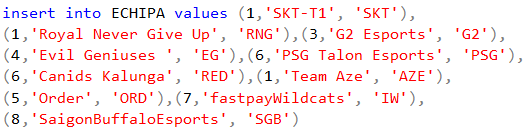 insert into ECHIPA values (1,'SKT-T1', 'SKT'),
(1,'Royal Never Give Up', 'RNG'),(3,'G2 Esports', 'G2'),
(4,'Evil Geniuses ', 'EG'),(6,'PSG Talon Esports', 'PSG'),
(6,'Canids Kalunga', 'RED'),(1,'Team Aze', 'AZE'),
(5,'Order', 'ORD'),(7,'fastpayWildcats', 'IW'),
(8,'SaigonBuffaloEsports', 'SGB')